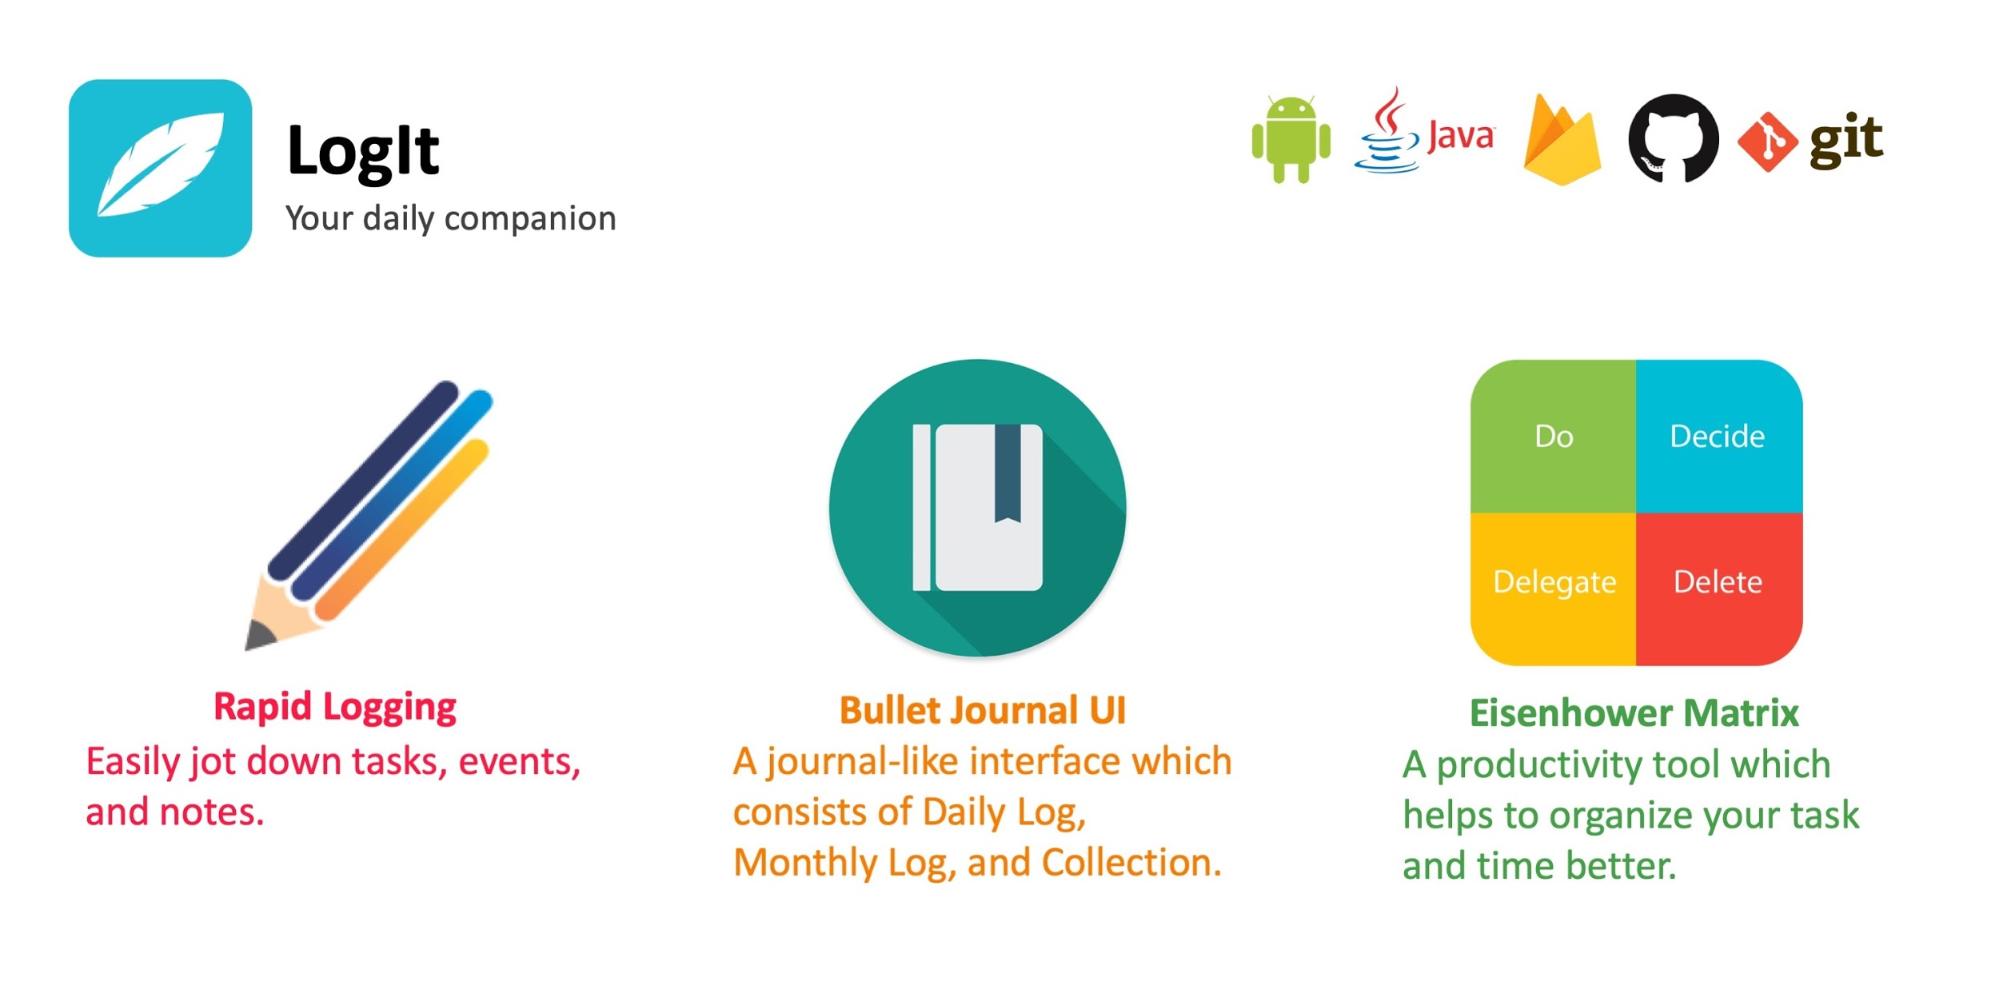 LogIt
Your daily companion
Java
git
Do
Decide
Delegate
Delete
Rapid Logging
Easily jot down tasks, events,
and notes.
Bullet Journal UI
A journal-like interface which
consists of Daily Log,
Monthly Log, and Collection.
Eisenhower Matrix
A productivity tool which
helps to organize your task
and time better.